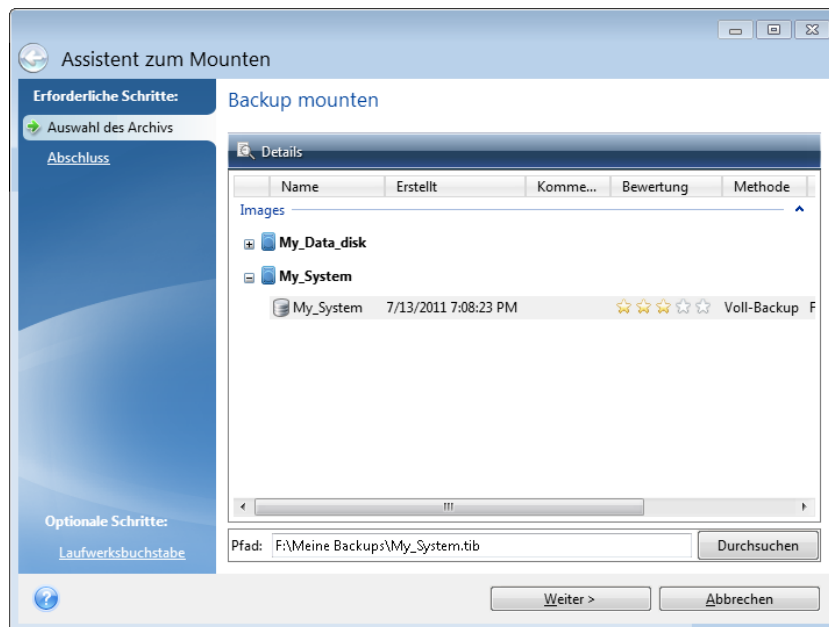 Assistent zum Mounten
Erforderliche Schritte:
Auswahl des Archivs
Abschluss
Optionale Schritte:
Laufwerksbuchstabe
Backup mounten
Details
Name Erstellt Komme... Bewertung Methode
Images
My_Data_disk
My_System
My_System 7/13/2011 7:08:23 PM Voll-Backup F
Pfad: F:\Meine Backups\My_System.tib Durchsuchen
Weiter > Abbrechen